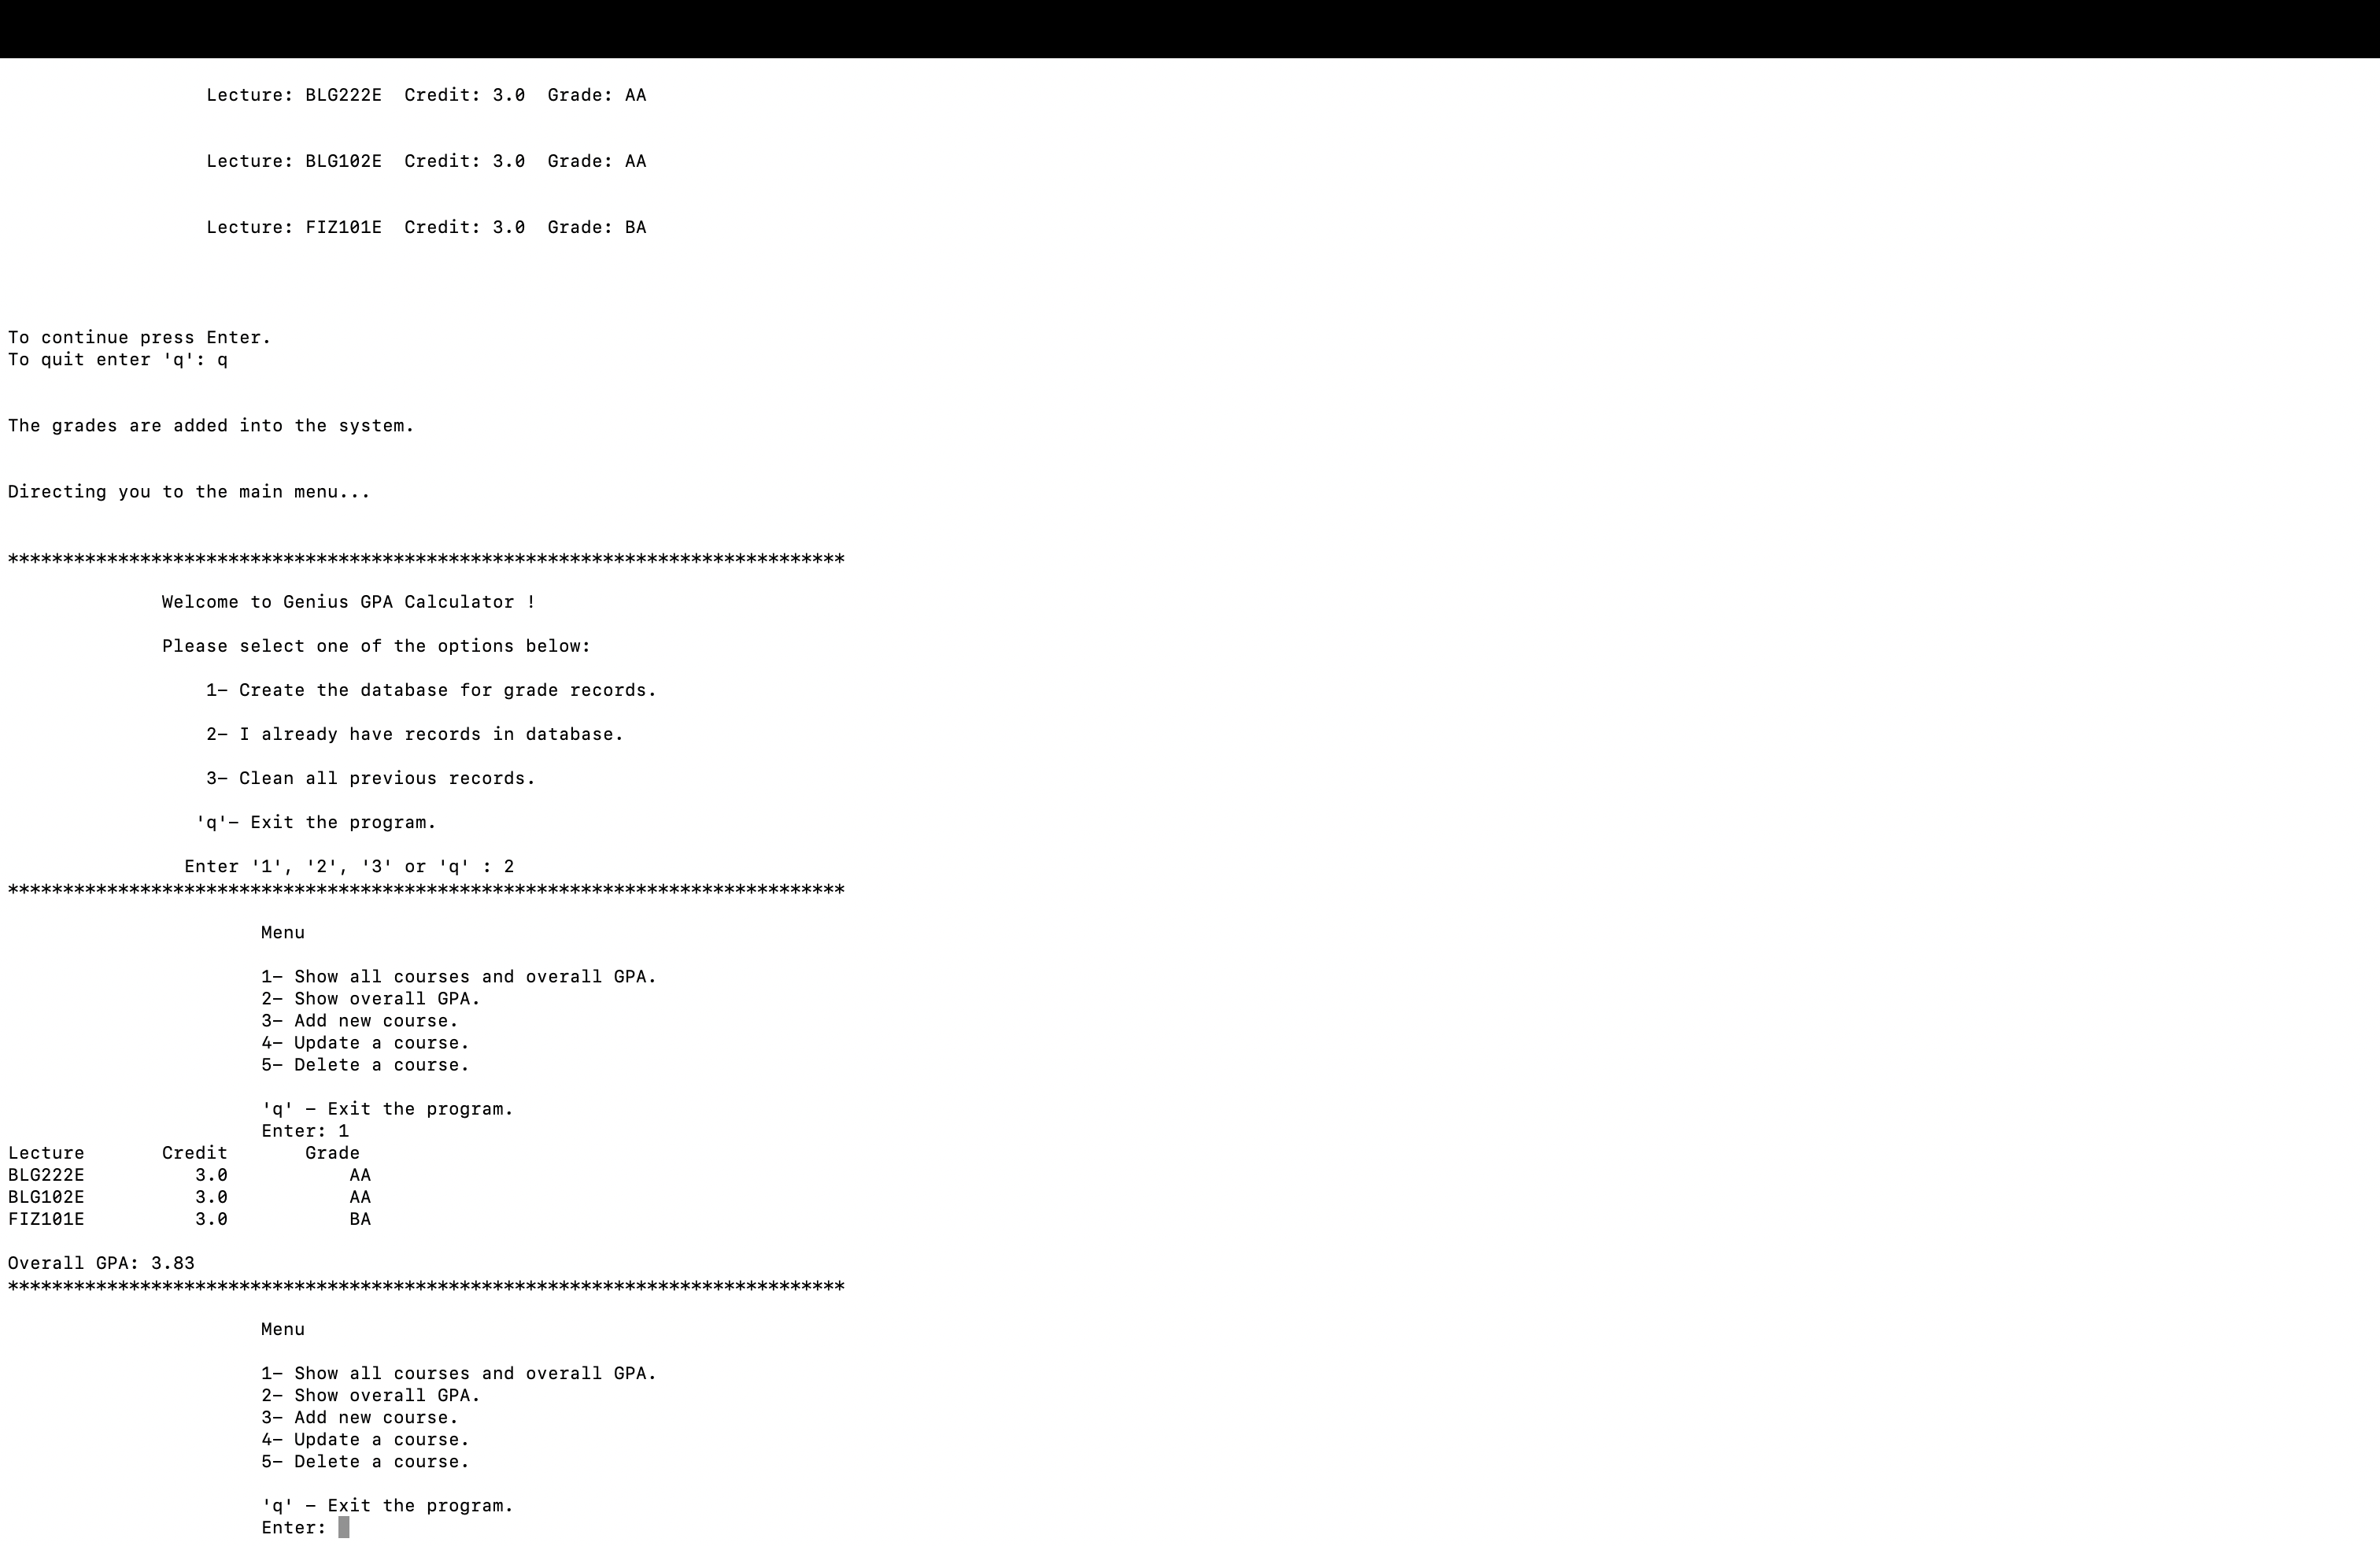 Lecture: BLG222E  Credit: 3.0  Grade: AA
Lecture: BLG102E  Credit: 3.0  Grade: AA
Lecture: FIZ101E  Credit: 3.0  Grade: BA
To continue press Enter.
To quit enter 'q': q
The grades are added into the system.
Directing you to the main menu...
****************************************************************************
Welcome to Genius GPA Calculator !
Please select one of the options below:
1- Create the database for grade records.
2- I already have records in database.
3- Clean all previous records.
'q'- Exit the program.
Enter '1', '2', '3' or 'q' : 2
****************************************************************************
Menu
1- Show all courses and overall GPA.
2- Show overall GPA.
3- Add new course.
4- Update a course.
5- Delete a course.
'q' - Exit the program.
Enter: 1
Lecture       Credit       Grade
BLG222E          3.0           AA
BLG102E          3.0           AA
FIZ101E          3.0           BA
Overall GPA: 3.83
****************************************************************************
Menu
1- Show all courses and overall GPA.
2- Show overall GPA.
3- Add new course.
4- Update a course.
5- Delete a course.
'q' - Exit the program.
Enter: